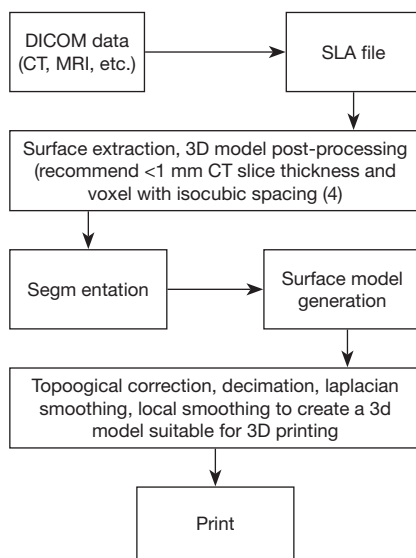 DICOM data
(CT, MRI, etc.)
SLA file
Surface extraction, 3D model post-processing
(recommend <1 mm CT slice thickness and
voxel with isocubic spacing (4)
Segm entation
Surface model
generation
Topoogical correction, decimation, laplacian
smoothing, local smoothing to create a 3d
model suitable for 3D printing
Print